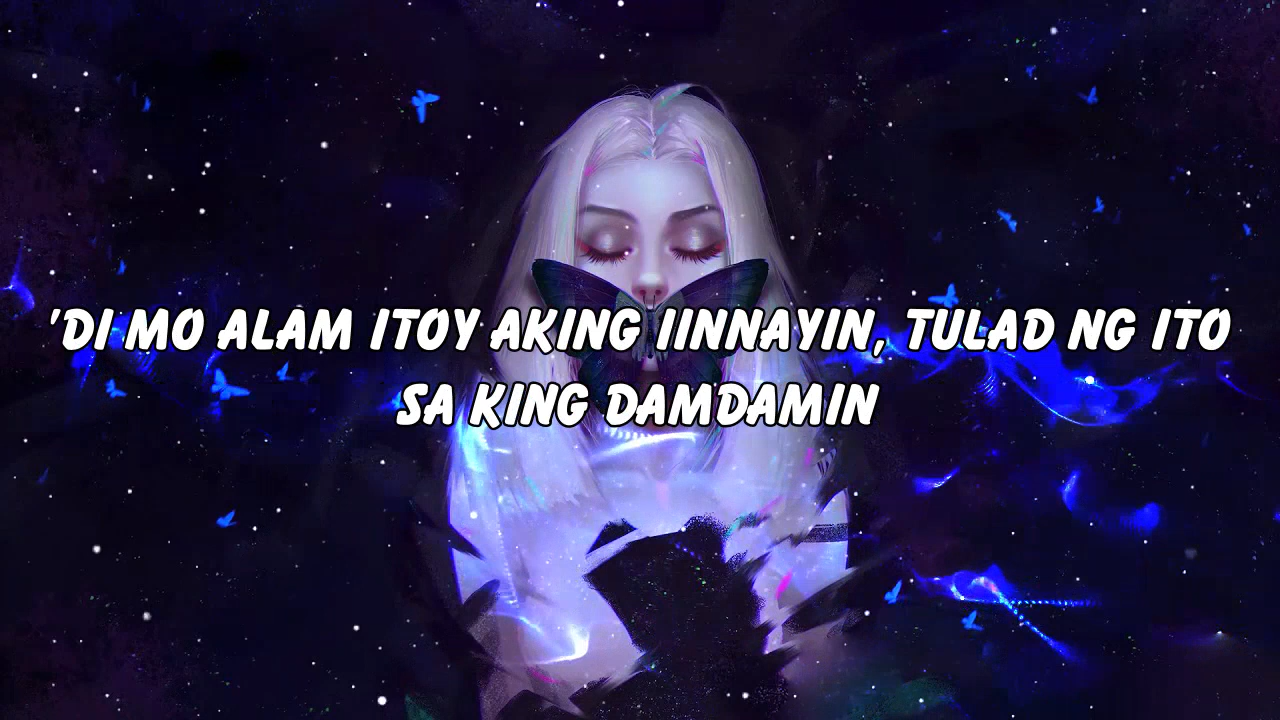 'DI MO ALAM ITOY AKING IINNAYIN, TULAD NG ITO
SA KING DAMDAMIN